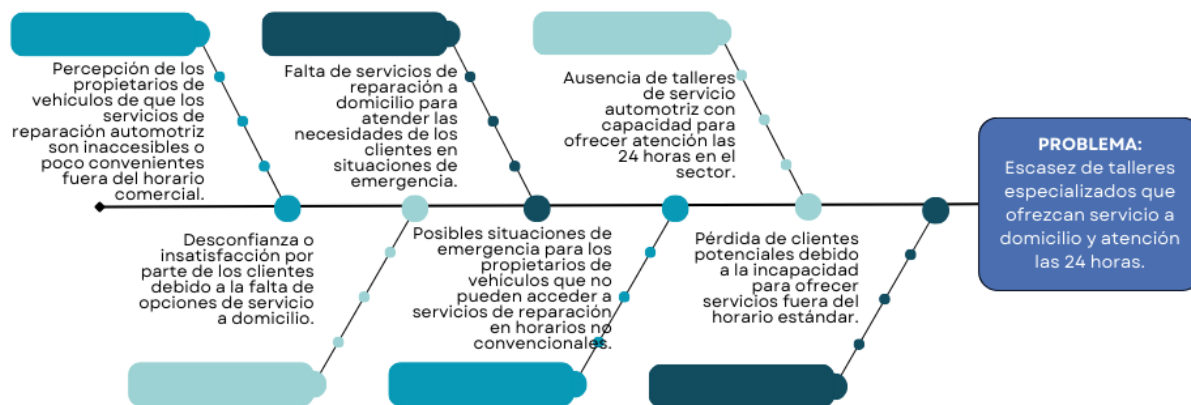 Percepción de los
propietarios de
vehículos de que los
servicios de
reparación automotriz
son inaccesibles o
poco convenientes
fuera del horario
comercial.
Falta de servicios de
reparación a
domicilio para
atender las
necesidades de los
clientes en
situaciones de
emergencia.
Ausencia de talleres
de servicio
automotriz con
capacidad para
ofrecer atención las
24 horas en el
sector.
PROBLEMA:
Escasez de talleres
especializados que
ofrezcan servicio a
domicilio y atención
las 24 horas.
Desconfianza o
insatisfacción por
parte de los clientes
debido a la falta de
opciones de servicio
a domicilio.
Posibles situaciones de
emergencia para los
propietarios de
vehículos que no
pueden acceder a
servicios de reparación
en horarios no
convencionales.
Pérdida de clientes
potenciales debido
a la incapacidad
para ofrecer
servicios fuera del
horario estándar.